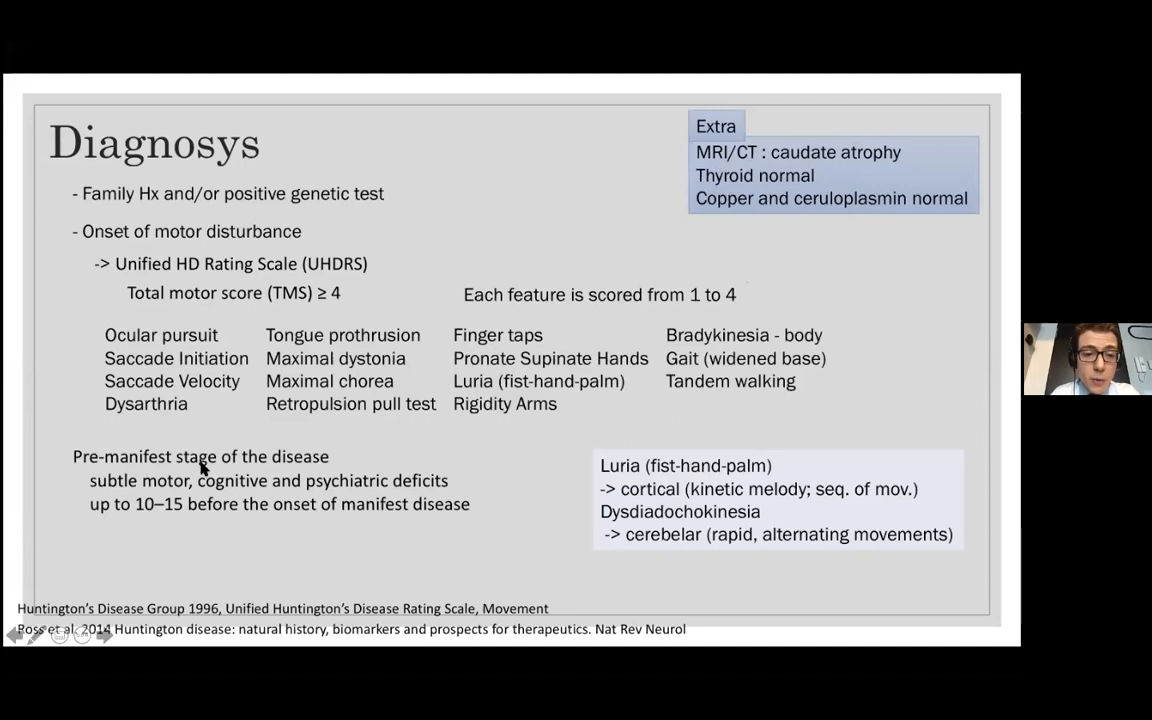 Diagnosys
Extra
MRI/CT : caudate atrophy
Thyroid normal
Copper and ceruloplasmin normal
- Family Hx and/or positive genetic test
- Onset of motor disturbance
-> Unified HD Rating Scale (UHDRS)
Total motor score (TMS) ≥ 4
Each feature is scored from 1 to 4
Ocular pursuit
Saccade Initiation
Saccade Velocity
Dysarthria
Tongue prothrusion
Maximal dystonia
Maximal chorea
Retropulsion pull test
Finger taps
Pronate Supinate Hands
Luria (fist-hand-palm)
Rigidity Arms
Bradykinesia - body
Gait (widened base)
Tandem walking
Pre-manifest stage of the disease
subtle motor, cognitive and psychiatric deficits
up to 10–15 before the onset of manifest disease
Luria (fist-hand-palm)
-> cortical (kinetic melody; seq. of mov.)
Dysdiadochokinesia
-> cerebelar (rapid, alternating movements)
Huntington's Disease Group 1996, Unified Huntington's Disease Rating Scale, Movement
Ross et al. 2014 Huntington disease: natural history, biomarkers and prospects for therapeutics. Nat Rev Neurol